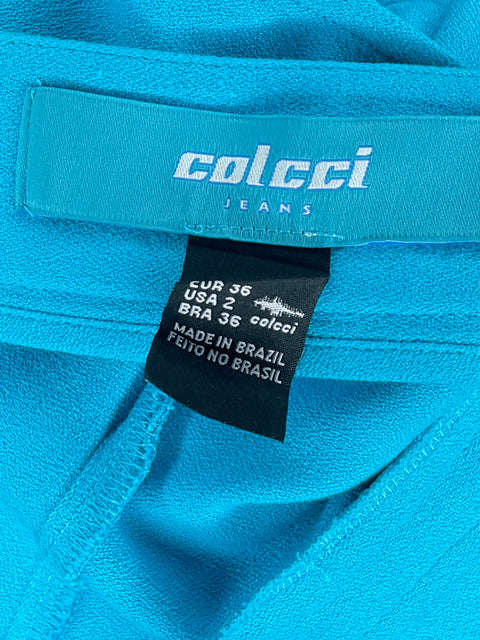 colcci
JEANS
EUR 36
USA 2
BRA 36
colcci
MADE IN BRAZIL
FEITO NO BRASIL